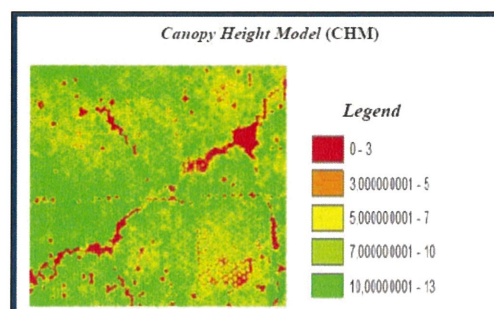 Canopy Height Model (CHM)
Legend
0 - 3
3.000000001 - 5
5.000000001 - 7
7.000000001 - 10
10,00000001 - 13